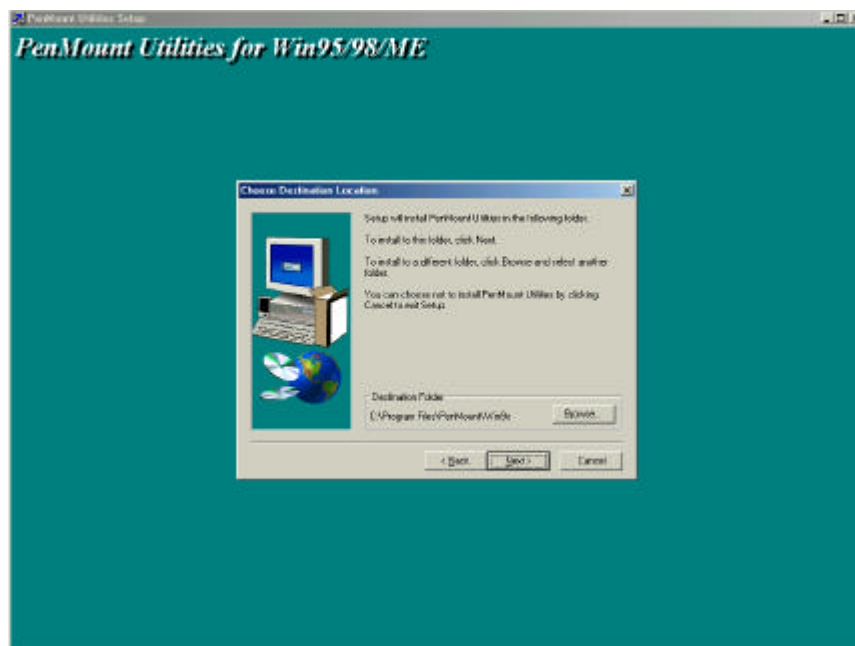 PenMount Utilities Setup
PenMount Utilities for Win95/98/ME
Choose Destination Location
Setup will install PenMount Utilities in the following folder.
To install to this folder, click Next.
To install to a different folder, click Browse and select another
folder.
You can choose not to install PenMount Utilities by clicking
Cancel to exit Setup.
Destination Folder
C:\Program Files\PenMount\Win9x
Browse...
< Back
Next >
Cancel